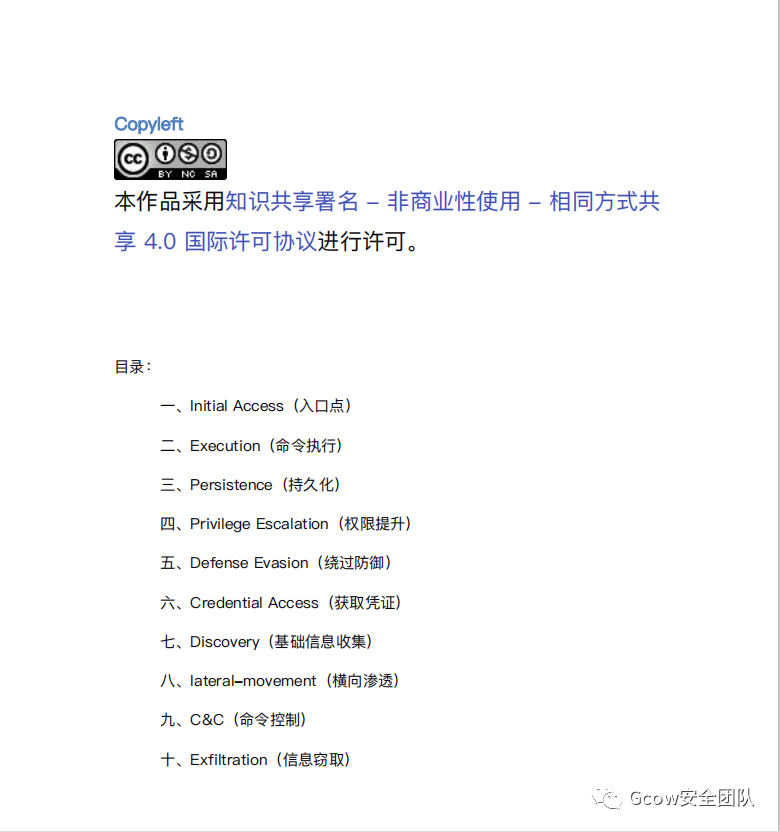 Copyleft
cc BY NC SA
本作品采用知识共享署名 – 非商业性使用 – 相同方式共
享 4.0 国际许可协议进行许可。
目录：
一、Initial Access（入口点）
二、Execution（命令执行）
三、Persistence（持久化）
四、Privilege Escalation（权限提升）
五、Defense Evasion（绕过防御）
六、Credential Access（获取凭证）
七、Discovery（基础信息收集）
八、lateral–movement（横向渗透）
九、C&C（命令控制）
十、Exfiltration（信息窃取）
Gcow安全团队